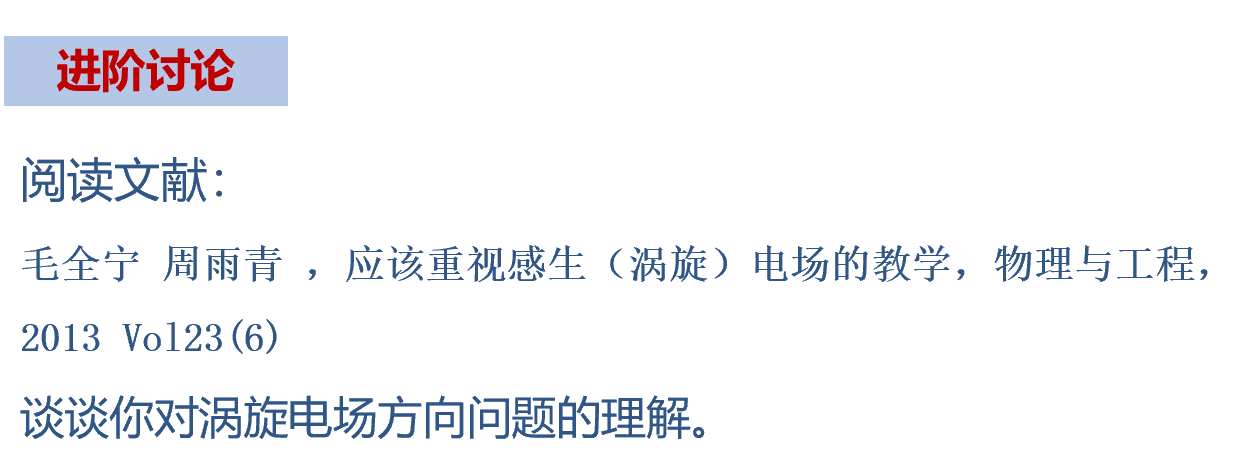 进阶讨论
阅读文献：
毛全宁 周雨青 ，应该重视感生（涡旋）电场的教学，物理与工程，
2013 Vol23(6)
谈谈你对涡旋电场方向问题的理解。